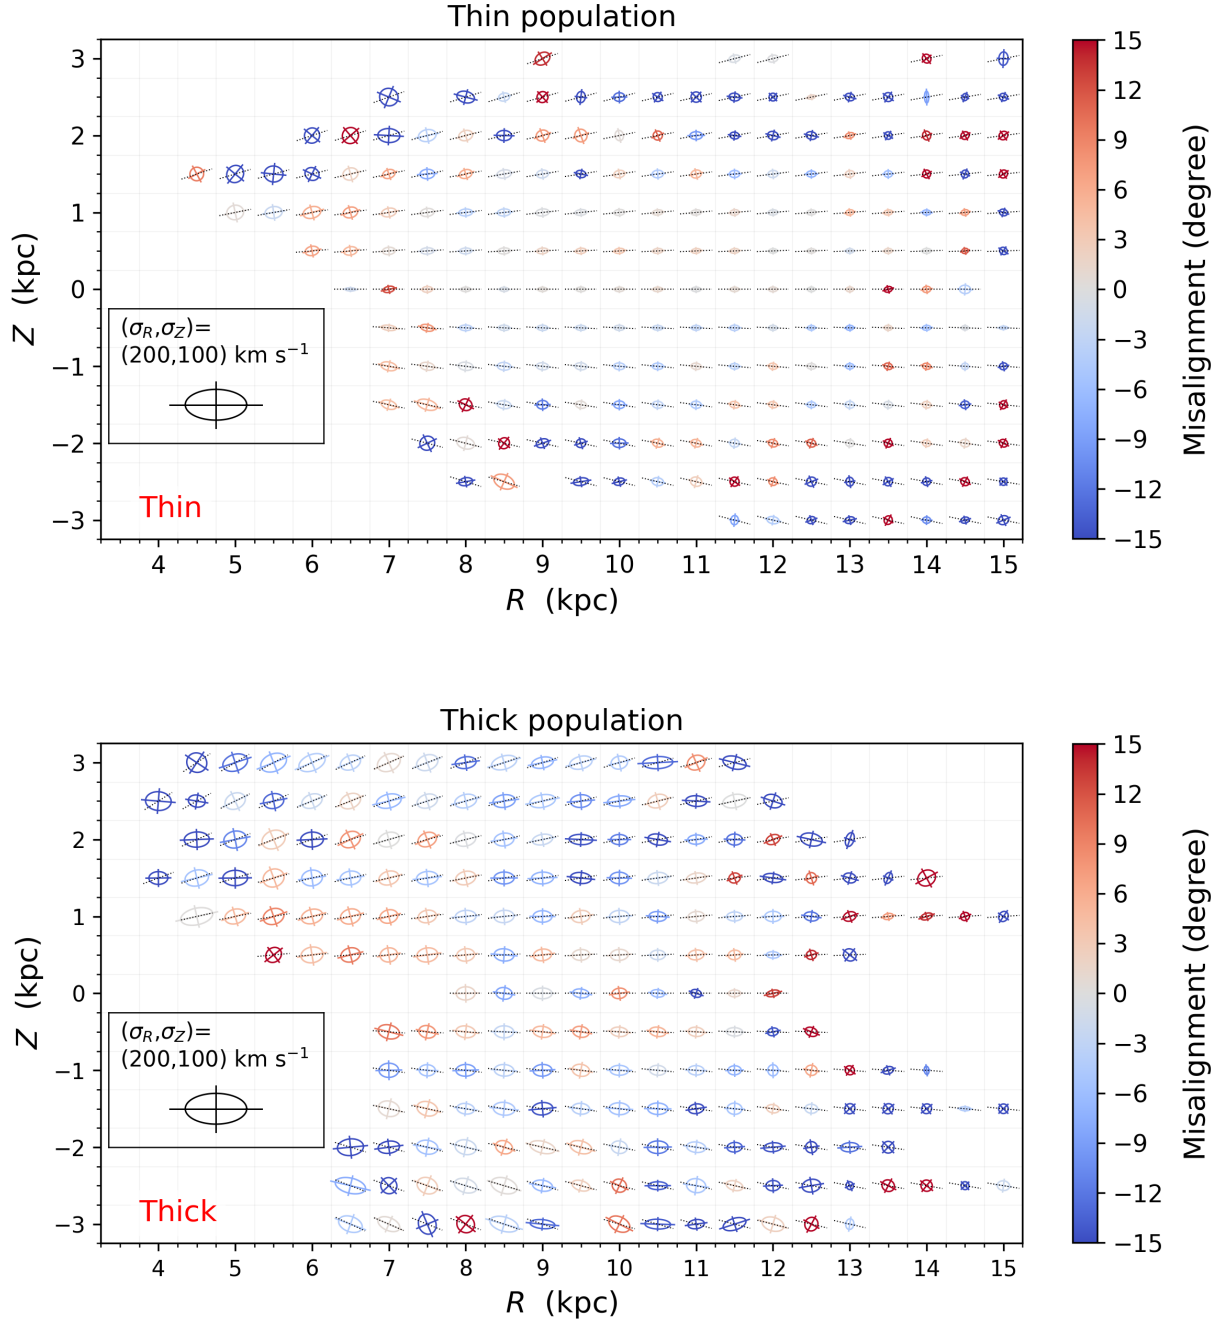 Thin population
3
2
1
0
−1
−2
−3
Z (kpc)
(σR,σZ)=
(200,100) km s−1
Thin
4 5 6 7 8 9 10 11 12 13 14 15
R (kpc)
15
12
9
6
3
0
−3
−6
−9
−12
−15
Misalignment (degree)
Thick population
3
2
1
0
−1
−2
−3
Z (kpc)
(σR,σZ)=
(200,100) km s−1
Thick
4 5 6 7 8 9 10 11 12 13 14 15
R (kpc)
15
12
9
6
3
0
−3
−6
−9
−12
−15
Misalignment (degree)